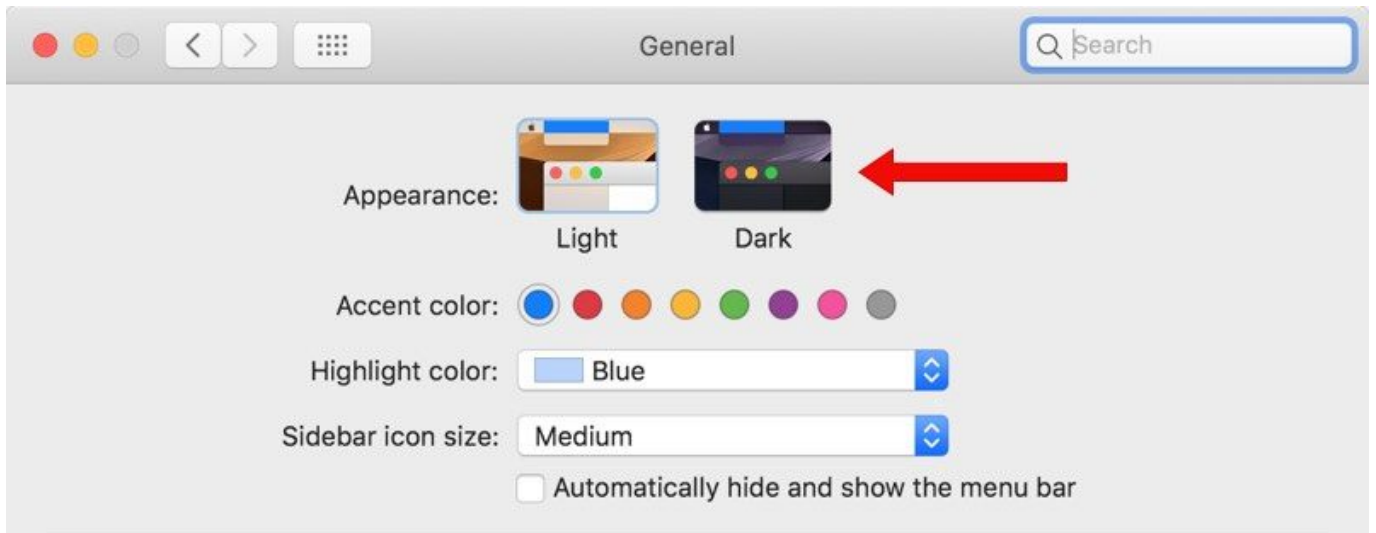 General
Search
Appearance:
Light
Dark
Accent color:
Highlight color: Blue
Sidebar icon size: Medium
Automatically hide and show the menu bar